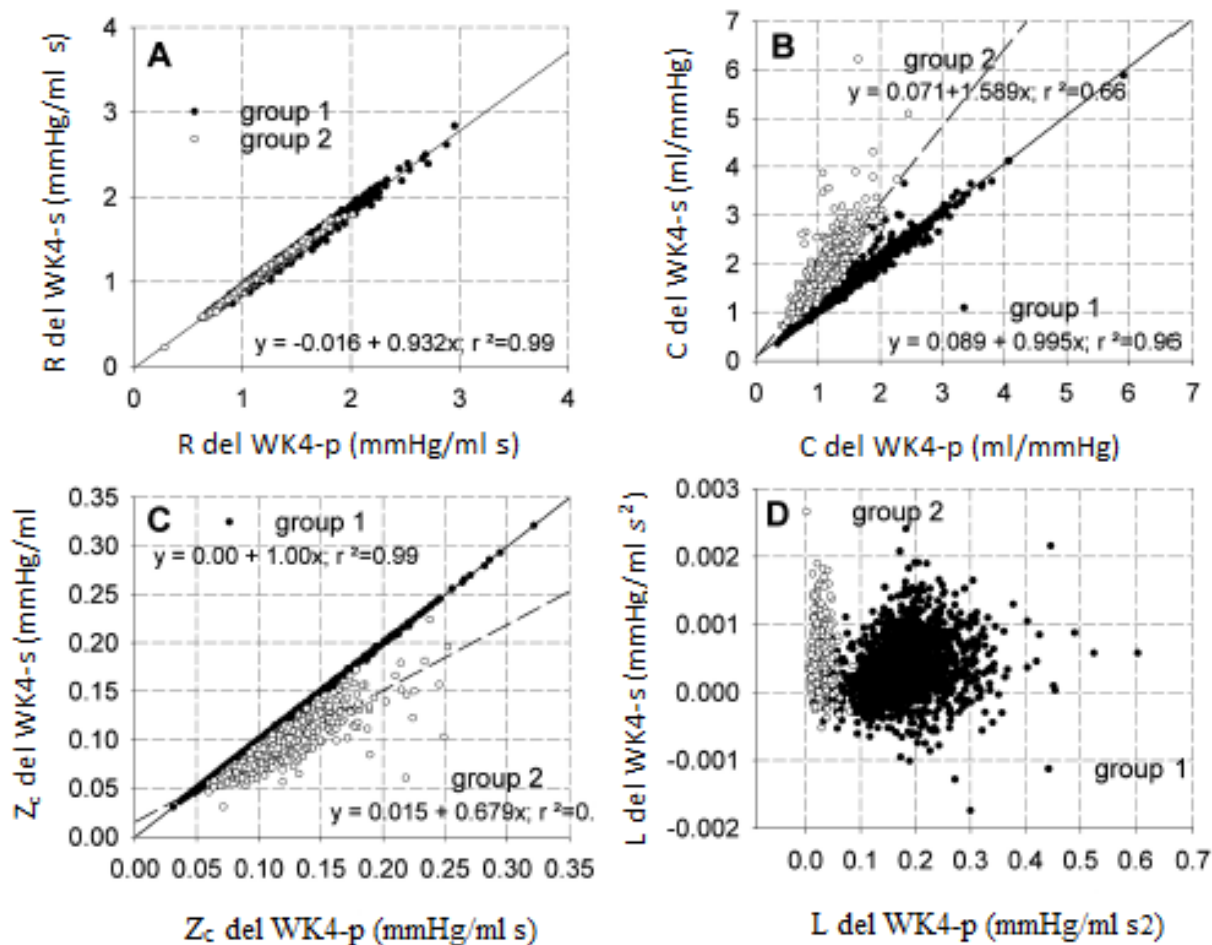 A
group 1
group 2
y = -0.016 + 0.932x; r ²=0.99
4
3
2
1
0
0 1 2 3 4
R del WK4-s (mmHg/ml s)
R del WK4-p (mmHg/ml s)
B
group 2
y = 0.071+1.589x; r ²=0.66
group 1
y = 0.089 + 0.995x; r ²=0.96
7
6
5
4
3
2
1
0
0 1 2 3 4 5 6 7
C del WK4-s (ml/mmHg)
C del WK4-p (ml/mmHg)
C
group 1
y = 0.00 + 1.00x; r ²=0.99
group 2
y = 0.015 + 0.679x; r ²=0.
0.35
0.30
0.25
0.20
0.15
0.10
0.05
0.00
0.00 0.05 0.10 0.15 0.20 0.25 0.30 0.35
Zc del WK4-s (mmHg/ml
Zc del WK4-p (mmHg/ml s)
D
group 2
group 1
0.003
0.002
0.001
0.000
-0.001
-0.002
0.0 0.1 0.2 0.3 0.4 0.5 0.6 0.7
L del WK4-s (mmHg/ml s²)
L del WK4-p (mmHg/ml s2)